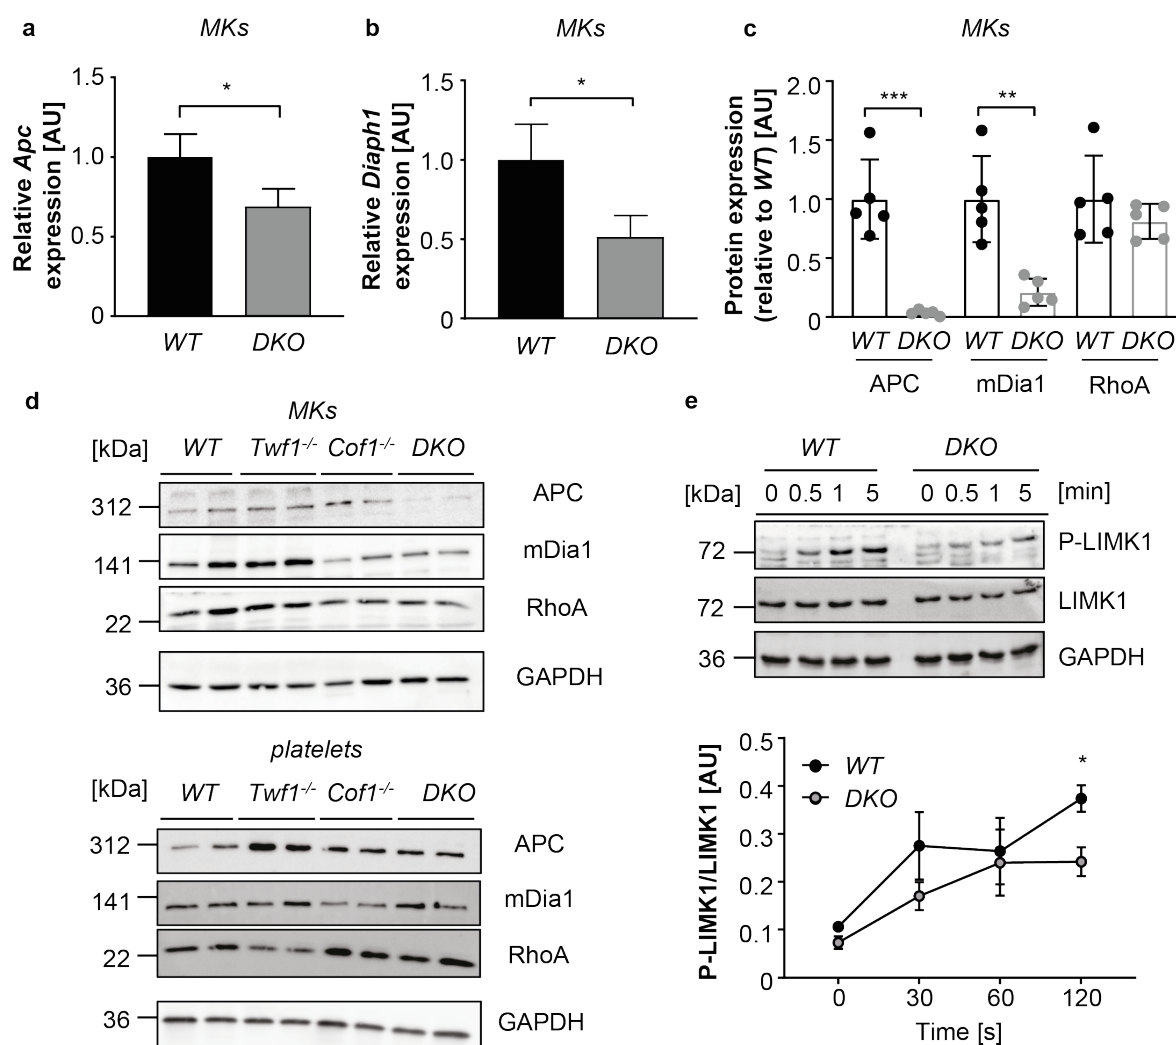 a
MKs
Relative Apc
expression [AU]
1.5
1.0
0.5
0
*
WT
DKO
b
MKs
Relative Diaph1
expression [AU]
1.5
1.0
0.5
0
*
WT
DKO
c
MKs
Protein expression
(relative to WT) [AU]
2.0
1.5
1.0
0.5
0
***
**
WT DKO WT DKO WT DKO
APC mDia1 RhoA
d
MKs
[kDa] WT Twf1-/- Cof1-/- DKO
312 APC
141 mDia1
22 RhoA
36 GAPDH
platelets
[kDa] WT Twf1-/- Cof1-/- DKO
312 APC
141 mDia1
22 RhoA
36 GAPDH
e
WT DKO
[kDa] 0 0.5 1 5 0 0.5 1 5 [min]
72 P-LIMK1
72 LIMK1
36 GAPDH
P-LIMK1/LIMK1 [AU]
0.5
0.4
0.3
0.2
0.1
0
WT
DKO
*
0 30 60 120
Time [s]